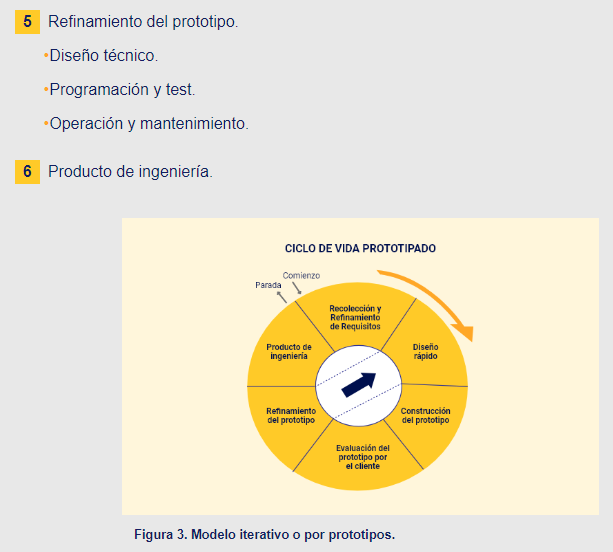 5 Refinamiento del prototipo.
•Diseño técnico.
•Programación y test.
•Operación y mantenimiento.
6 Producto de ingeniería.
CICLO DE VIDA PROTOTIPADO
Comienzo
Parada
Recolección y
Refinamiento
de Requisitos
Producto de
ingeniería
Diseño
rápido
Refinamiento
del prototipo
Construcción
del prototipo
Evaluación del
prototipo por
el cliente
Figura 3. Modelo iterativo o por prototipos.